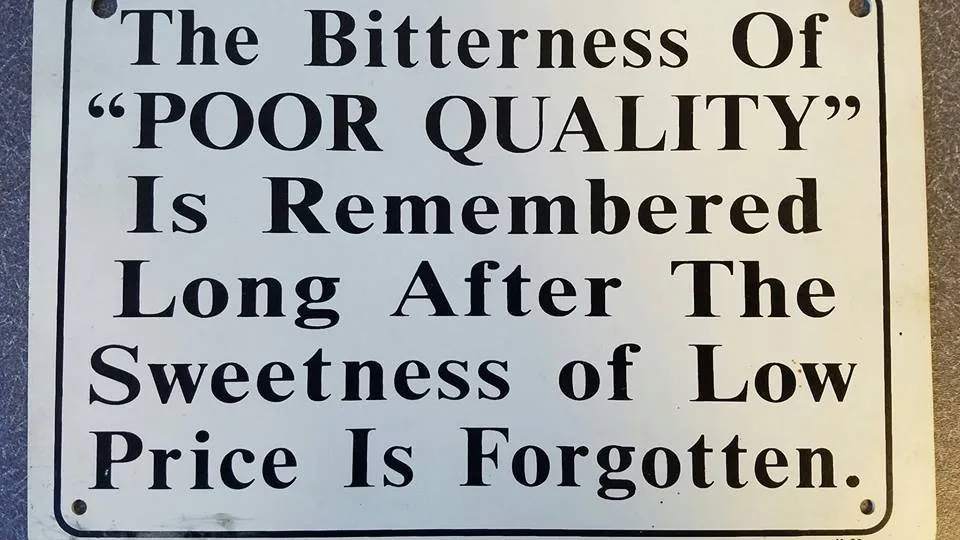 The Bitterness Of
“POOR QUALITY”
Is Remembered
Long After The
Sweetness of Low
Price Is Forgotten.